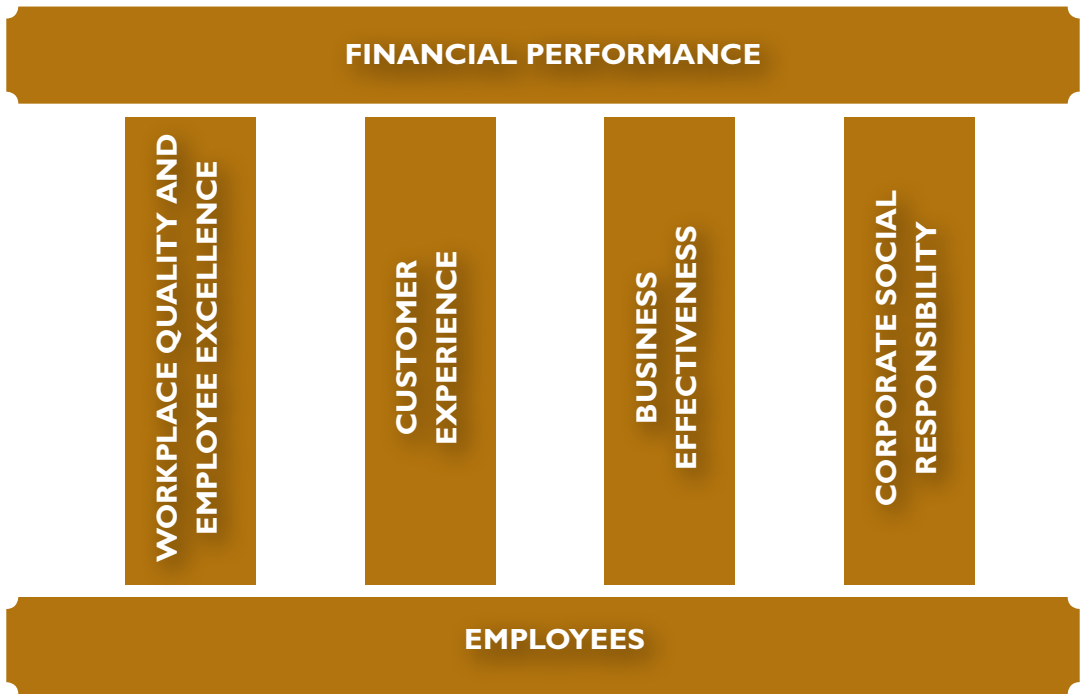 FINANCIAL PERFORMANCE
WORKPLACE QUALITY AND
EMPLOYEE EXCELLENCE
CUSTOMER
EXPERIENCE
BUSINESS
EFFECTIVENESS
CORPORATE SOCIAL
RESPONSIBILITY
EMPLOYEES